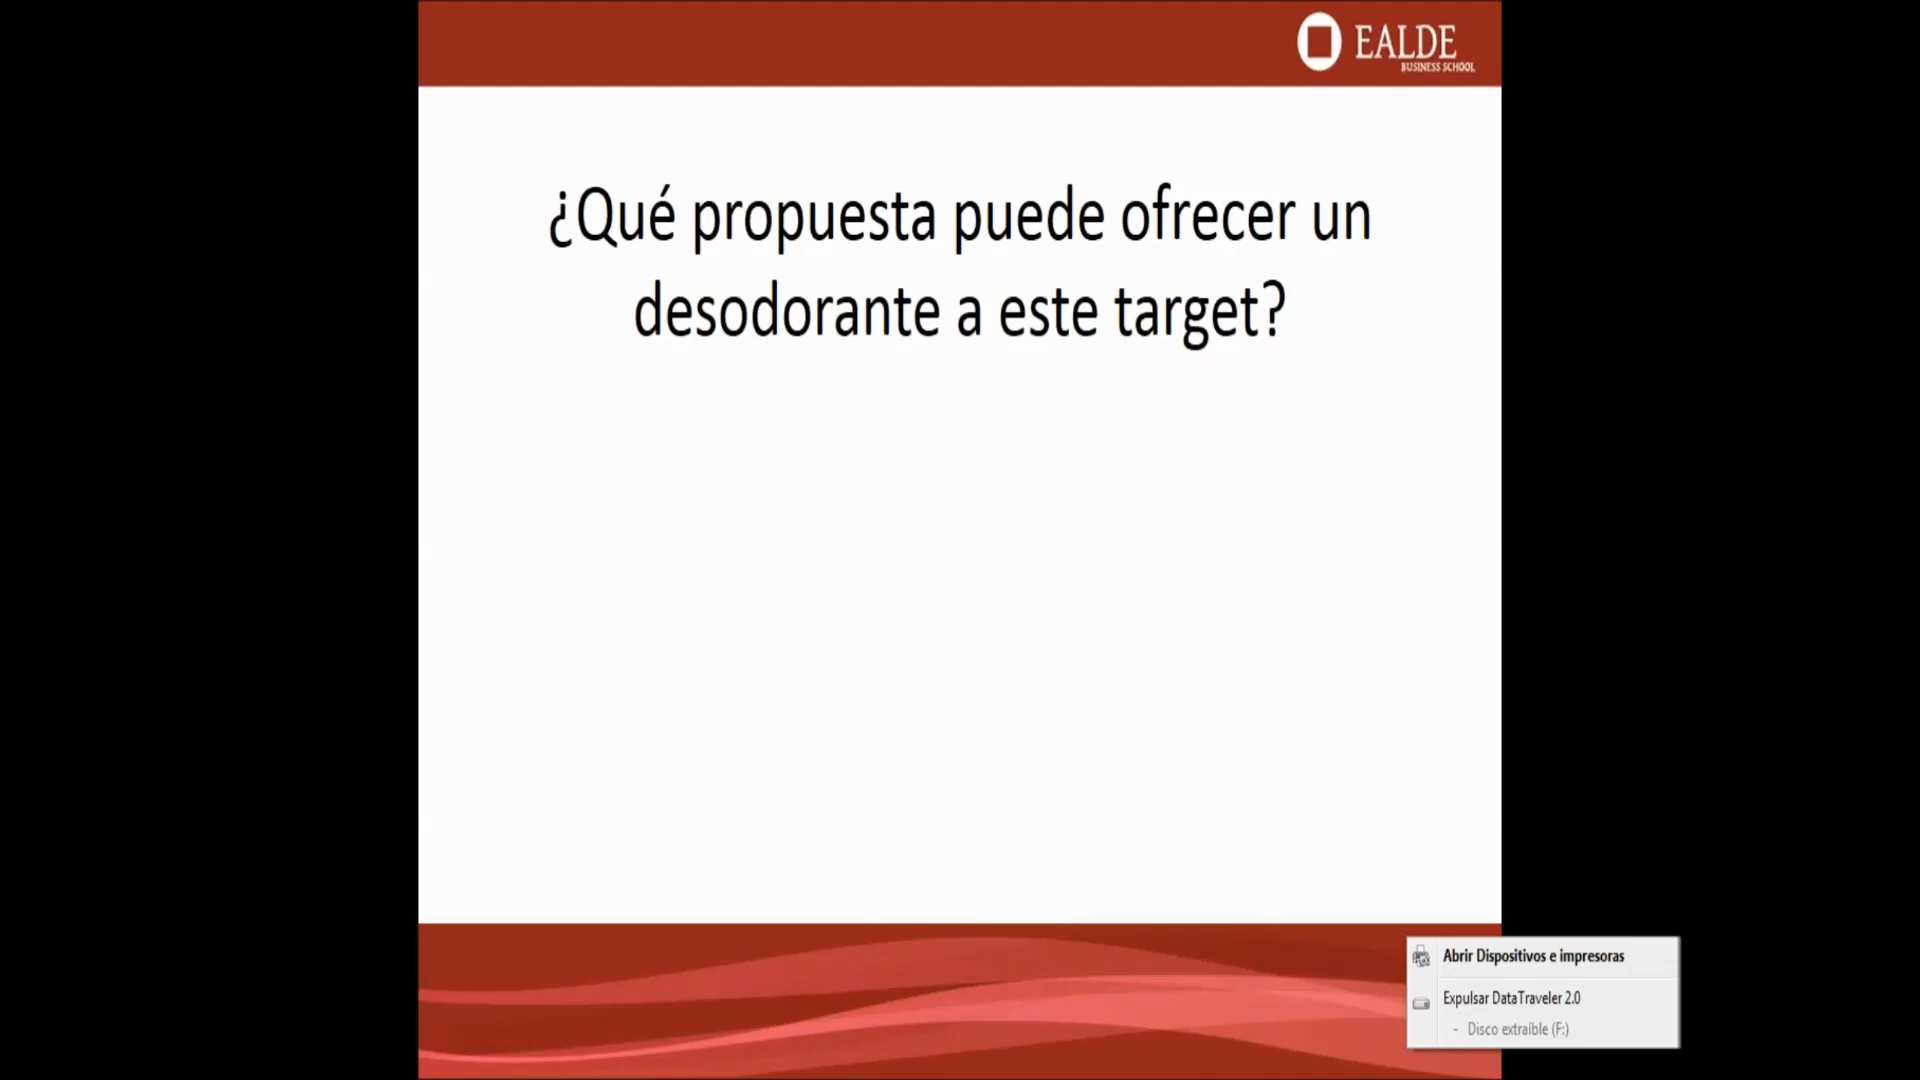 EALDE
BUSINESS SCHOOL
¿Qué propuesta puede ofrecer un
desodorante a este target?
Abrir Dispositivos e impresoras
Expulsar DataTraveler 2.0
- Disco extraíble (F:)